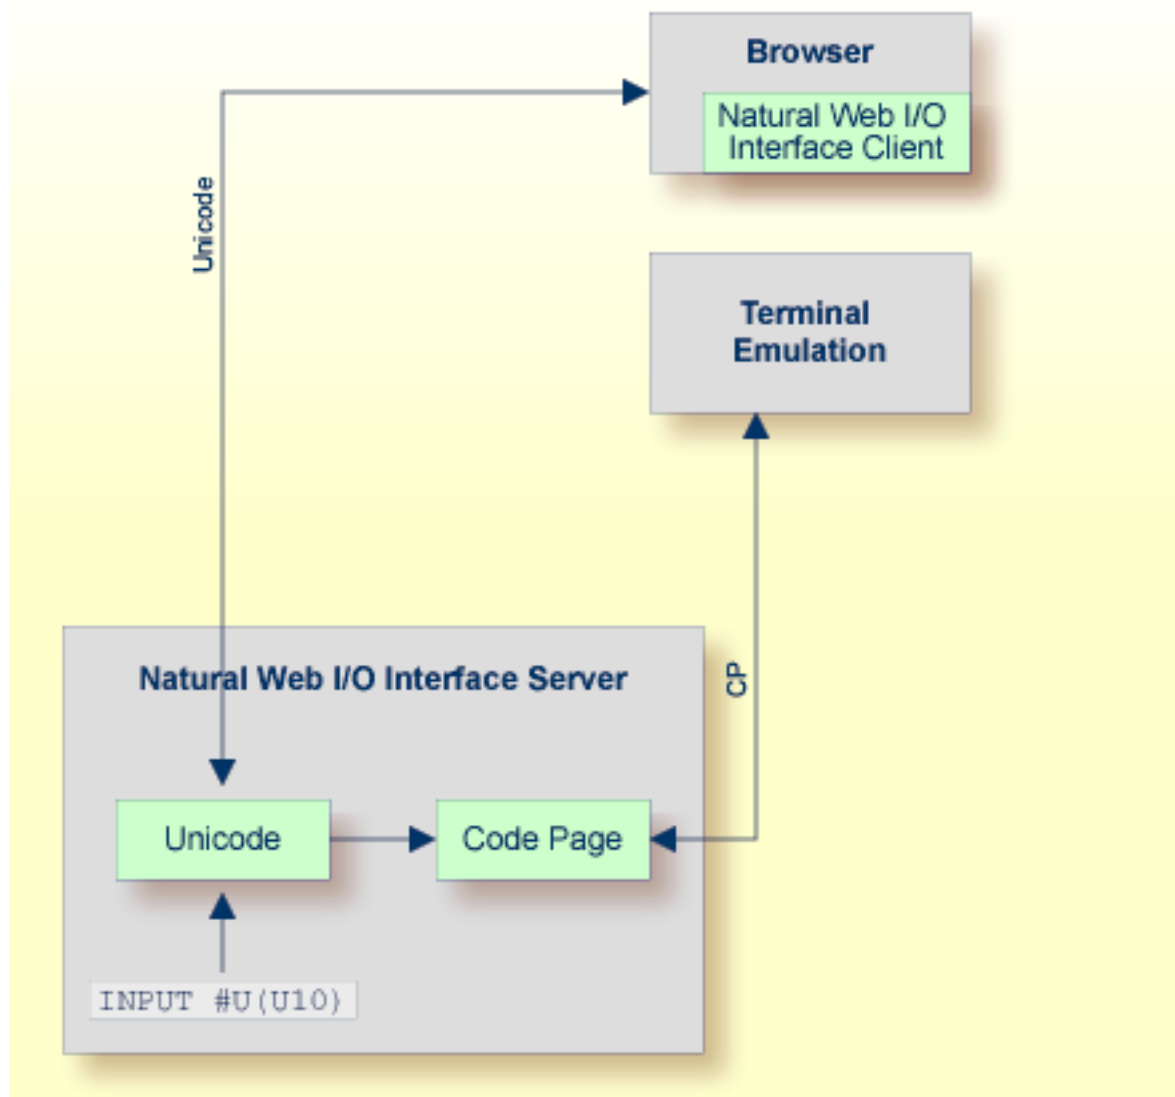 Browser
Natural Web I/O
Interface Client
Unicode
Terminal
Emulation
Natural Web I/O Interface Server
CP
Unicode
Code Page
INPUT #U(U10)